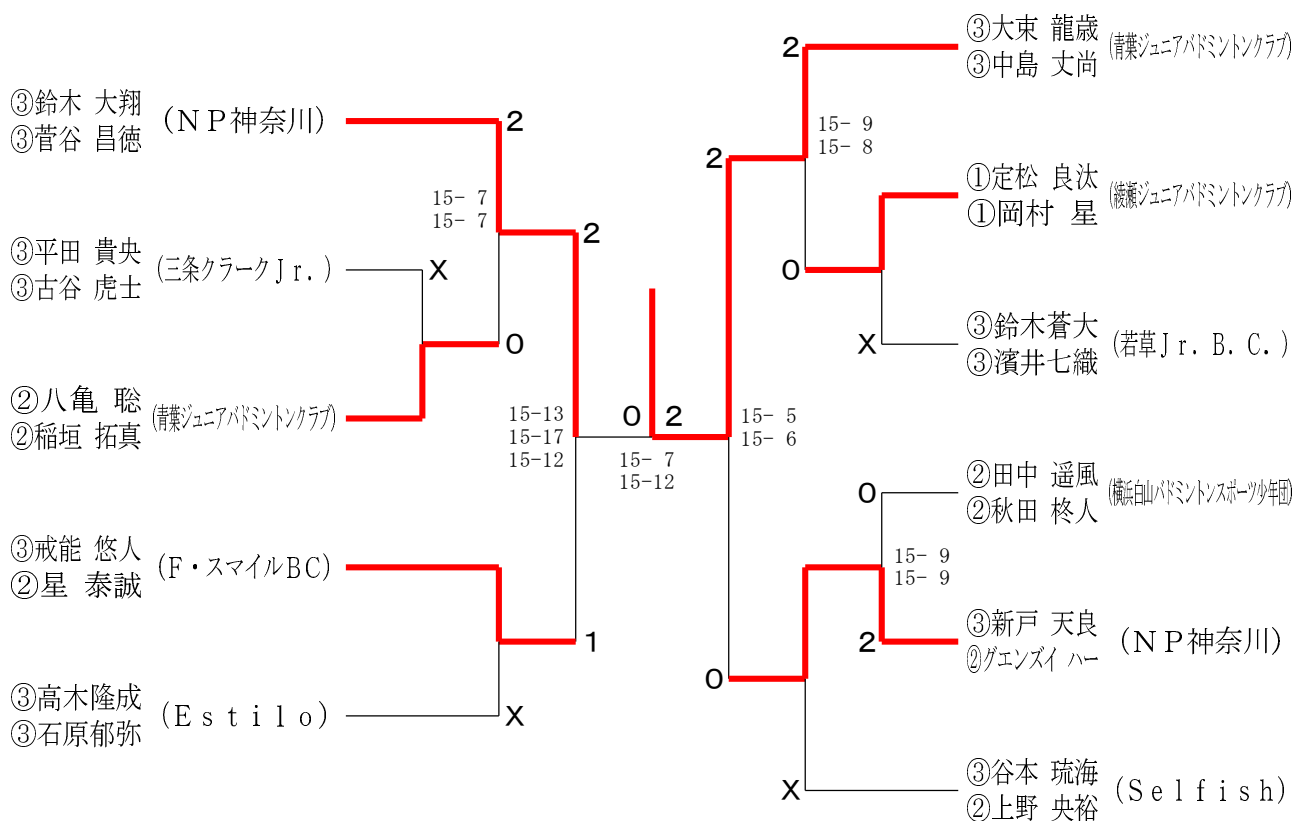 ③鈴木 大翔
③菅谷 昌徳
(ＮＰ神奈川)
2
15- 7
15- 7
③平田 貴央
③古谷 虎士
(三条クラークＪr.)
X
2
0
②八亀 聡
②稲垣 拓真
(青葉ジュニアバドミントンクラブ)
15-13
15-17
15-12
③戒能 悠人
②星 泰誠
(F・スマイルBC)
1
③高木隆成
③石原郁弥
(Ｅｓｔｉｌｏ)
X
0 2
15- 7
15-12
2
③大東 龍歳
③中島 丈尚
(青葉ジュニアバドミントンクラブ)
15- 9
15- 8
2
①定松 良汰
①岡村 星
(綾瀬ジュニアバドミントンクラブ)
0
③鈴木蒼大
③濱井七織
(若草Ｊr. B. C.)
X
15- 5
15- 6
②田中 遥風
②秋田 柊人
(横浜白山バドミントンスポーツ少年団)
0
15- 9
15- 9
③新戸 天良
②グエンズイ ハー
(ＮＰ神奈川)
2
0
③谷本 琉海
②上野 央裕
(Ｓｅｌｆｉｓｈ)
X